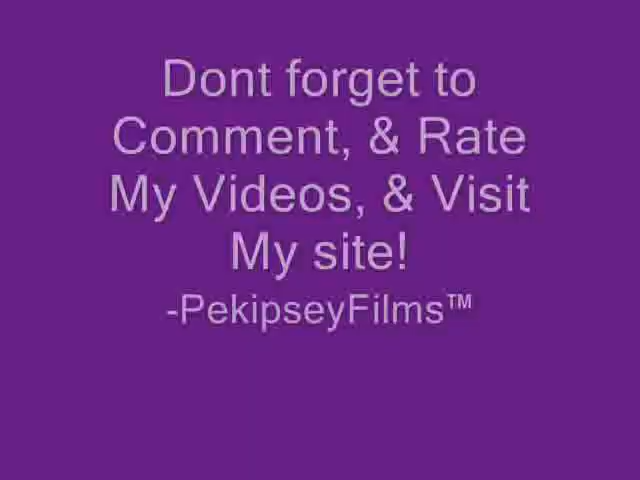 Dont forget to
Comment, & Rate
My Videos, & Visit
My site!
-PekipseyFilms™